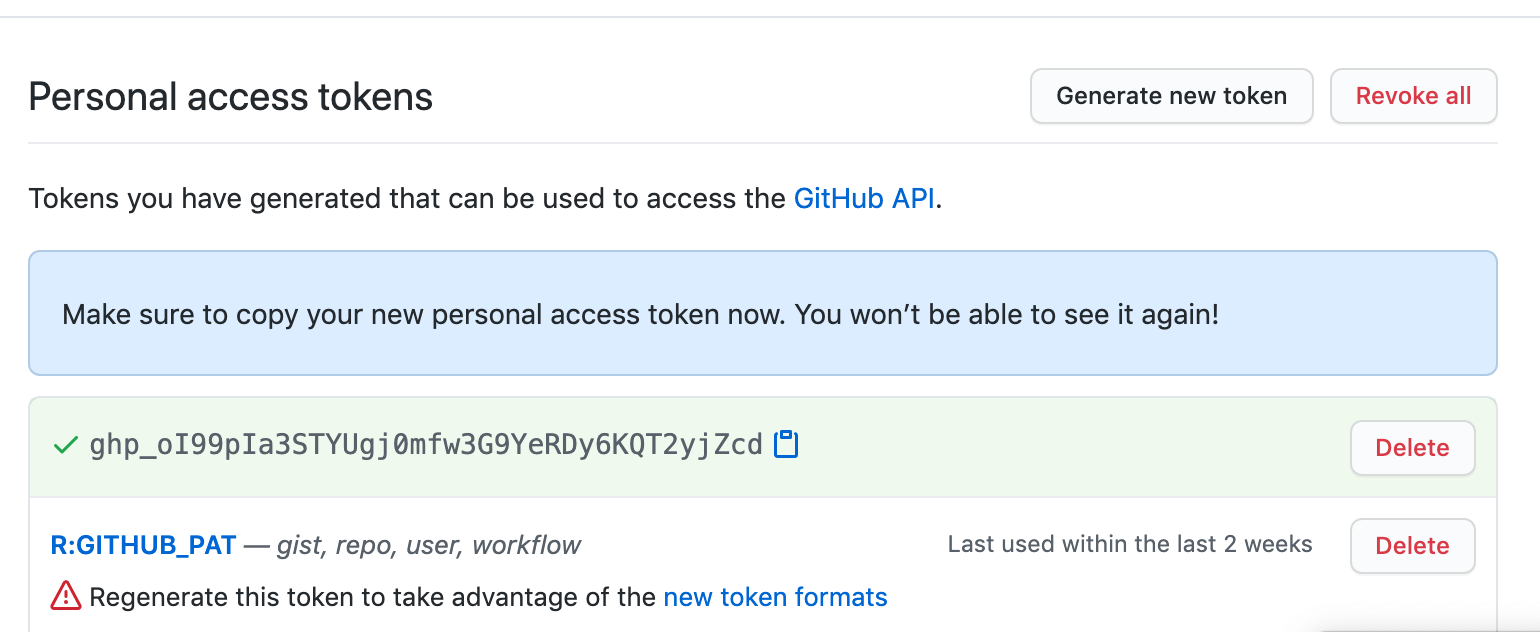 Personal access tokens
Generate new token
Revoke all
Tokens you have generated that can be used to access the GitHub API.
Make sure to copy your new personal access token now. You won’t be able to see it again!
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
Delete
R:GITHUB_PAT — gist, repo, user, workflow
Last used within the last 2 weeks
Delete
Regenerate this token to take advantage of the new token formats